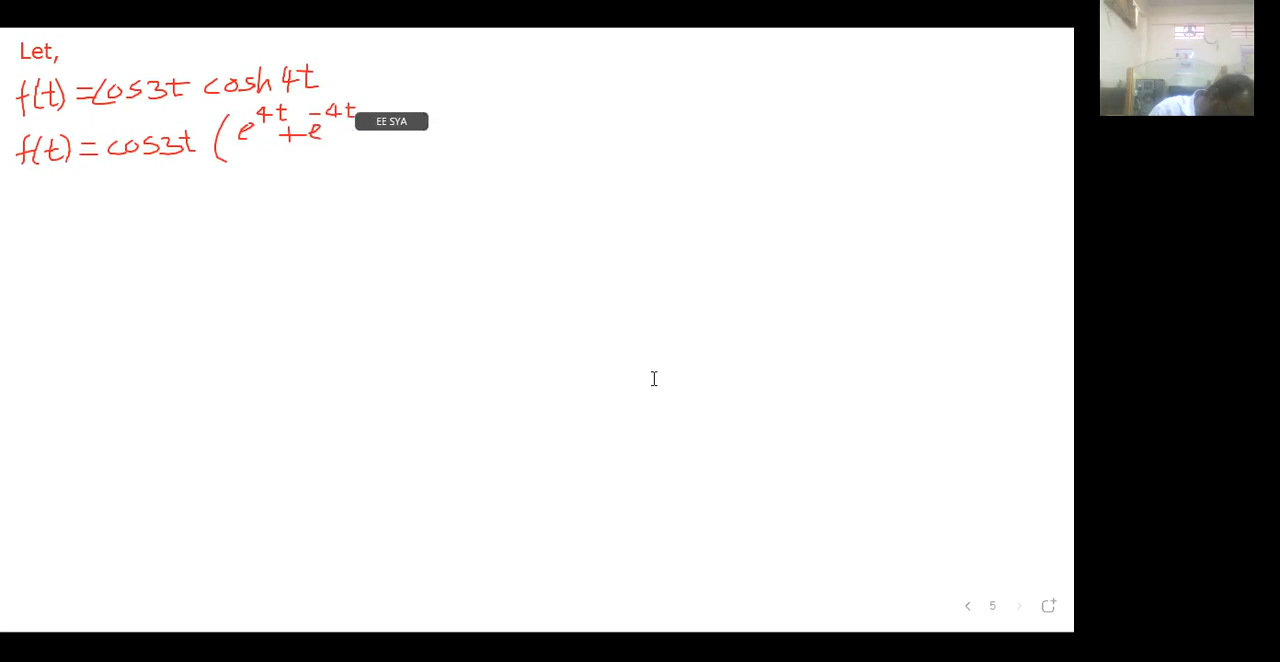 Let,
f(t) = cos3t cosh 4t
f(t) = cos3t (e^4t + e^-4t
EE SYA
5